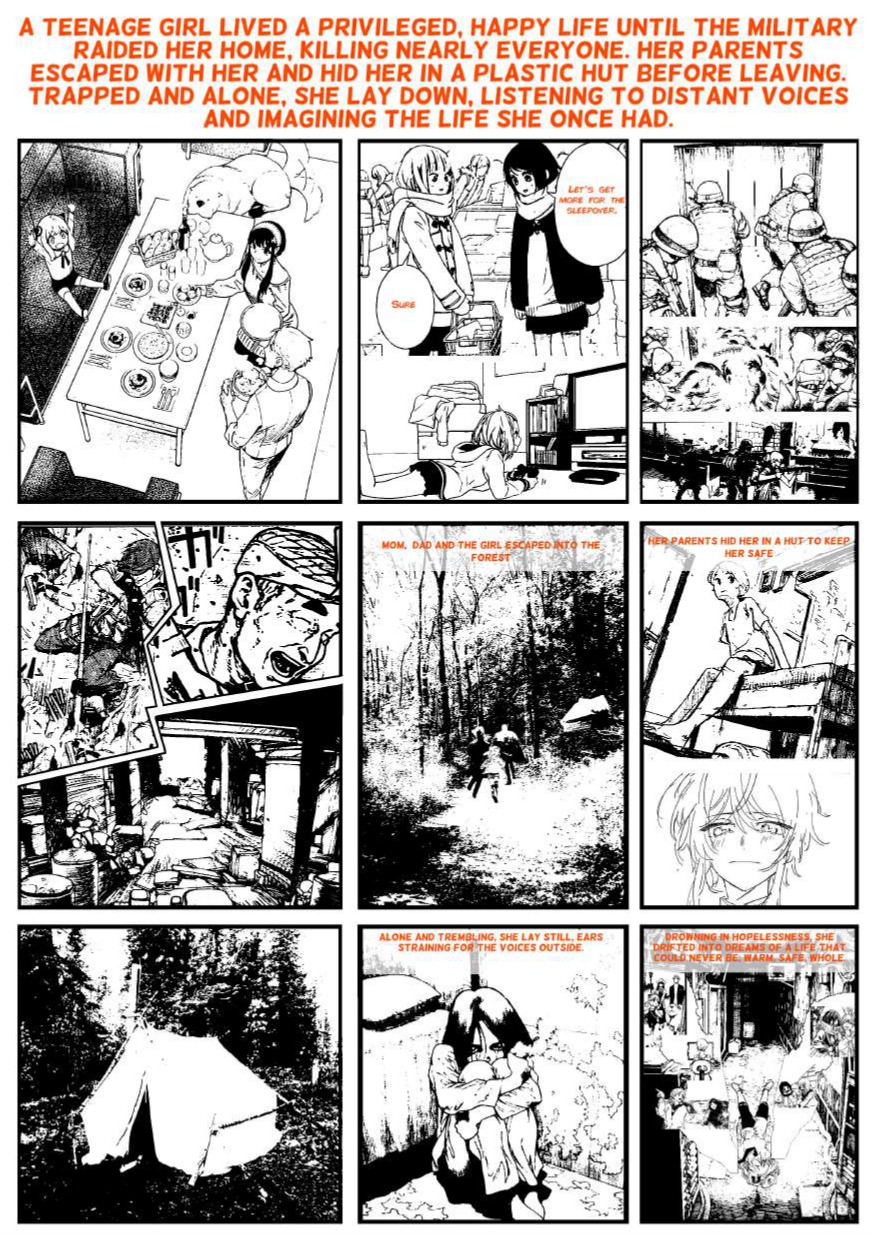 A TEENAGE GIRL LIVED A PRIVILEGED, HAPPY LIFE UNTIL THE MILITARY
RAIDED HER HOME, KILLING NEARLY EVERYONE. HER PARENTS
ESCAPED WITH HER AND HID HER IN A PLASTIC HUT BEFORE LEAVING.
TRAPPED AND ALONE, SHE LAY DOWN, LISTENING TO DISTANT VOICES
AND IMAGINING THE LIFE SHE ONCE HAD.
LET'S GET
MORE FOR THE
SLEEPOVER.
SURE
MOM, DAD AND THE GIRL ESCAPED INTO THE
FOREST
HER PARENTS HID HER IN A HUT TO KEEP
HER SAFE
ALONE AND TREMBLING, SHE LAY STILL, EARS
STRAINING FOR THE VOICES OUTSIDE.
DROWNING IN HOPELESSNESS, SHE
DRIFTED INTO DREAMS OF A LIFE THAT
COULD NEVER BE: WARM, SAFE, WHOLE.